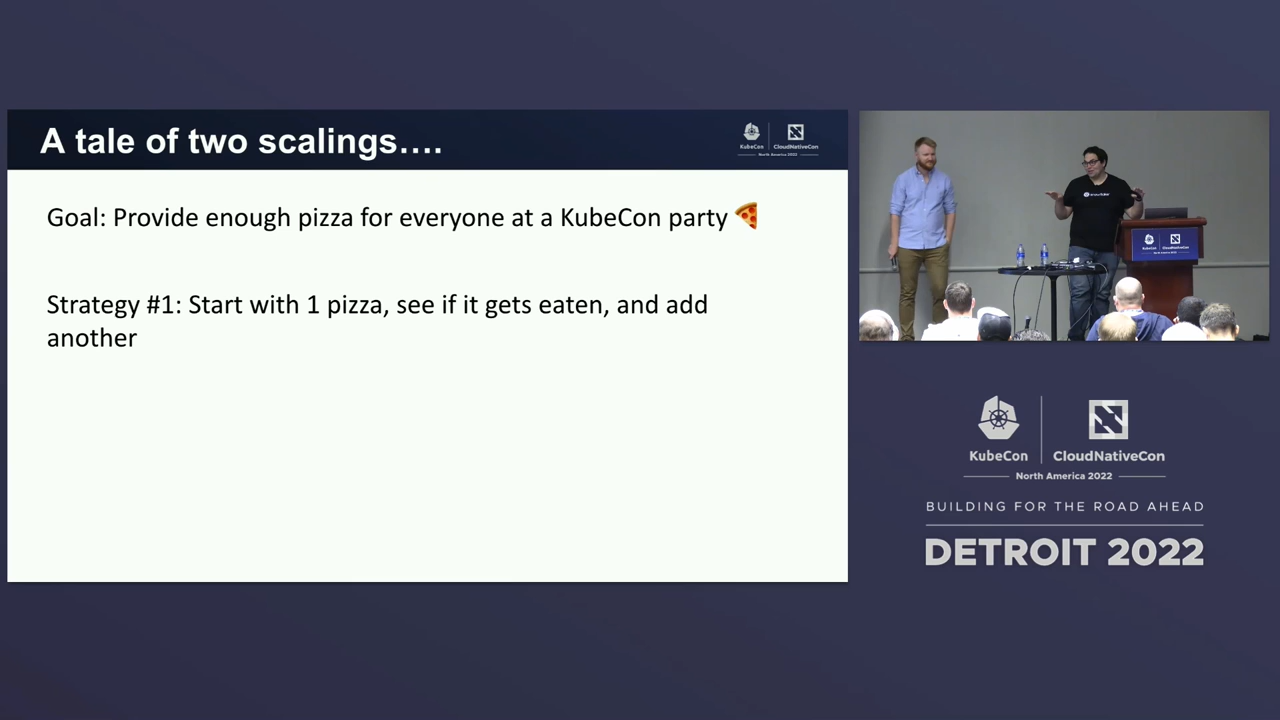 A tale of two scalings....
KubeCon
CloudNativeCon
North America 2022
Goal: Provide enough pizza for everyone at a KubeCon party
Strategy #1: Start with 1 pizza, see if it gets eaten, and add
another
KubeCon
CloudNativeCon
KubeCon
CloudNativeCon
North America 2022
BUILDING FOR THE ROAD AHEAD
DETROIT 2022